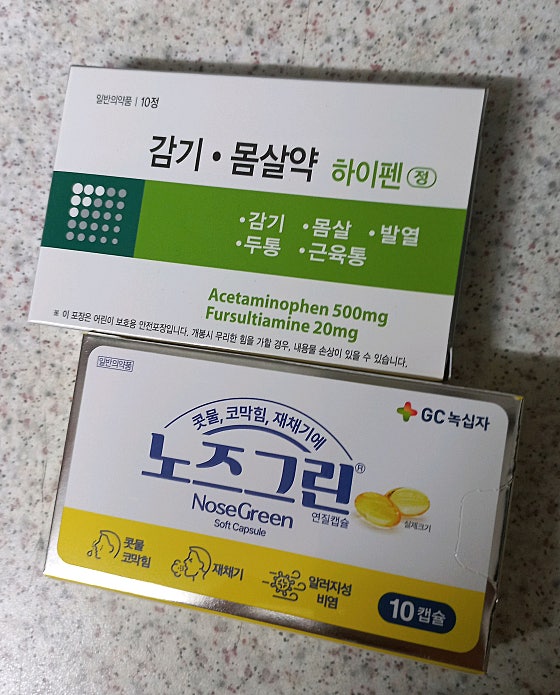 일반의약품 | 10정
감기 • 몸살약 하이펜 정
• 감기 • 몸살 • 발열
• 두통 • 근육통
Acetaminophen 500mg
Fursultiamine 20mg
※ 이 포장은 어린이 보호용 안전포장입니다. 개봉시 무리한 힘을 가할 경우, 내용물 손상이 있을 수 있습니다.
일반의약품
GC 녹십자
콧물, 코막힘, 재채기에
노즈그린®
NoseGreen
연질캡슐
Soft Capsule
실제크기
콧물
코막힘
재채기
알러지성
비염
10 캡슐